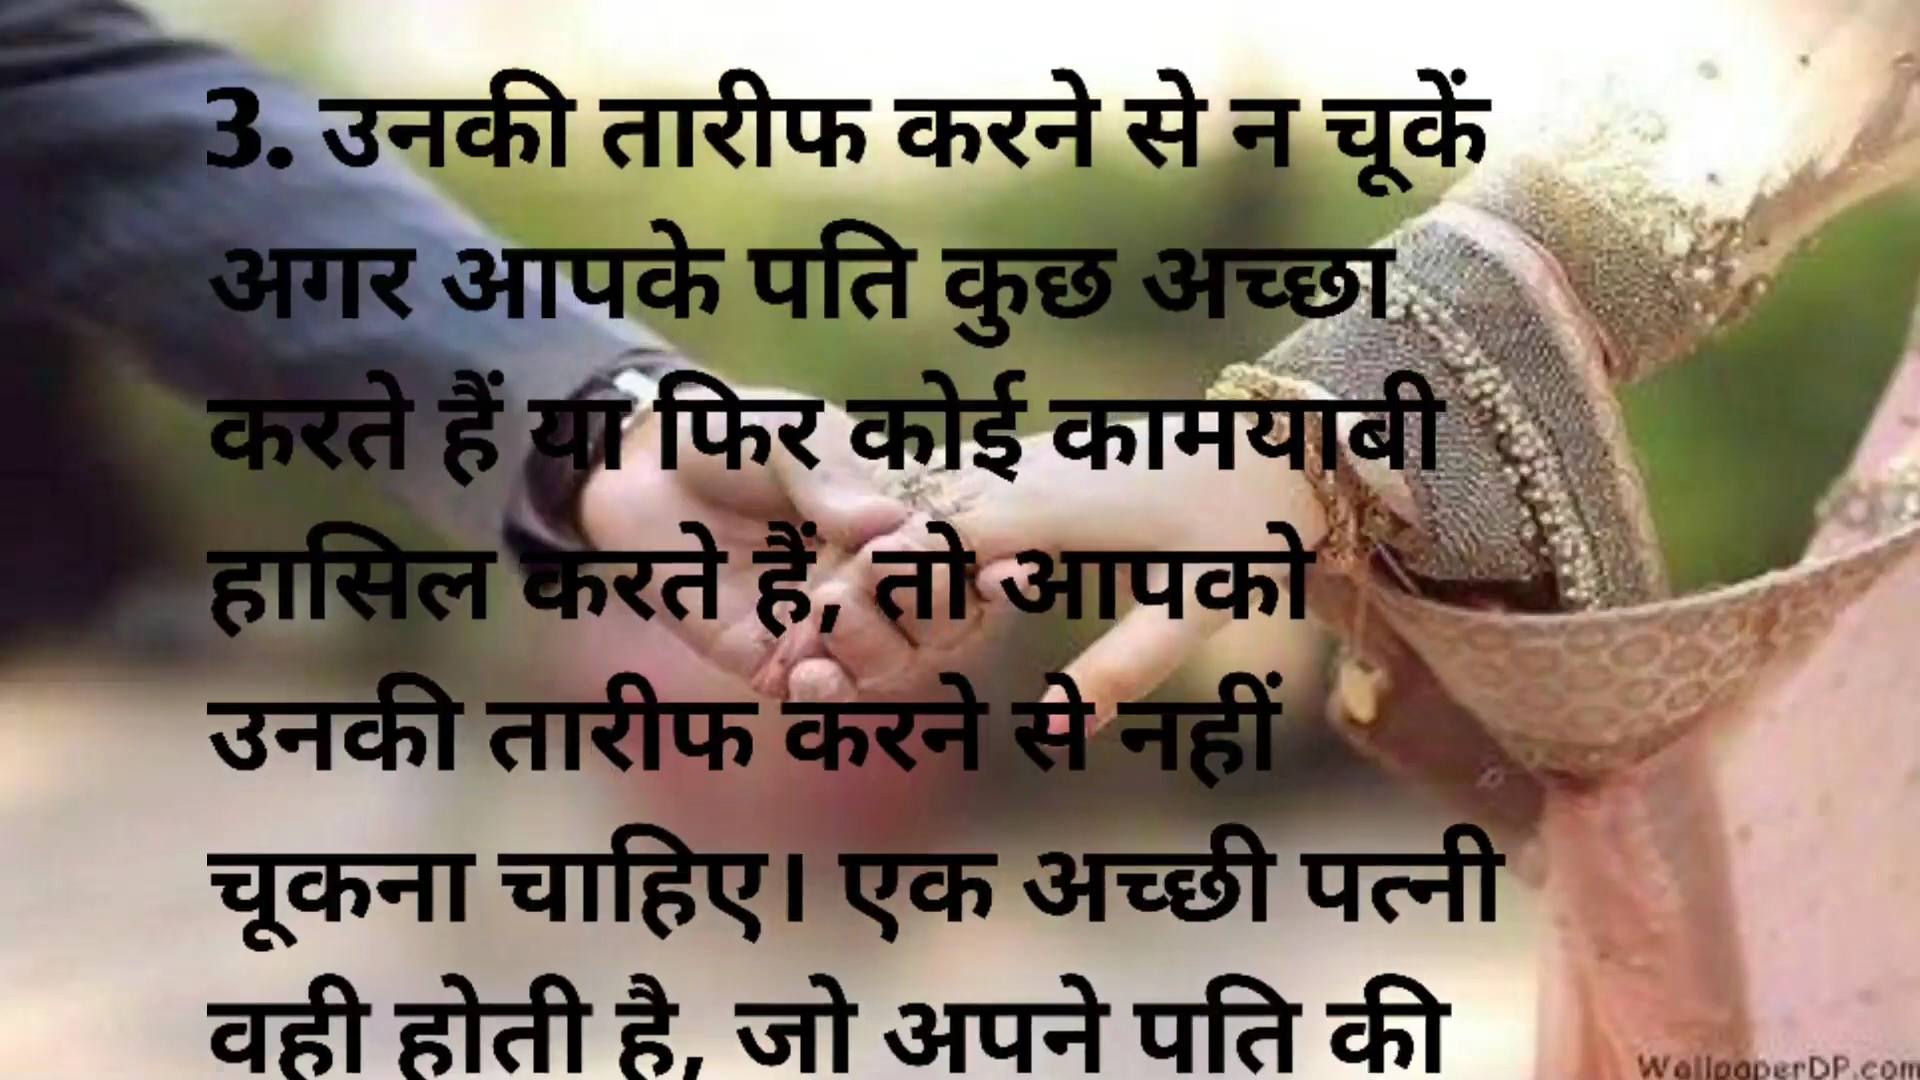 3. उनकी तारीफ करने से न चूकें
अगर आपके पति कुछ अच्छा
करते हैं या फिर कोई कामयाबी
हासिल करते हैं, तो आपको
उनकी तारीफ करने से नहीं
चूकना चाहिए। एक अच्छी पत्नी
वही होती है, जो अपने पति की
WallpaperDP.com